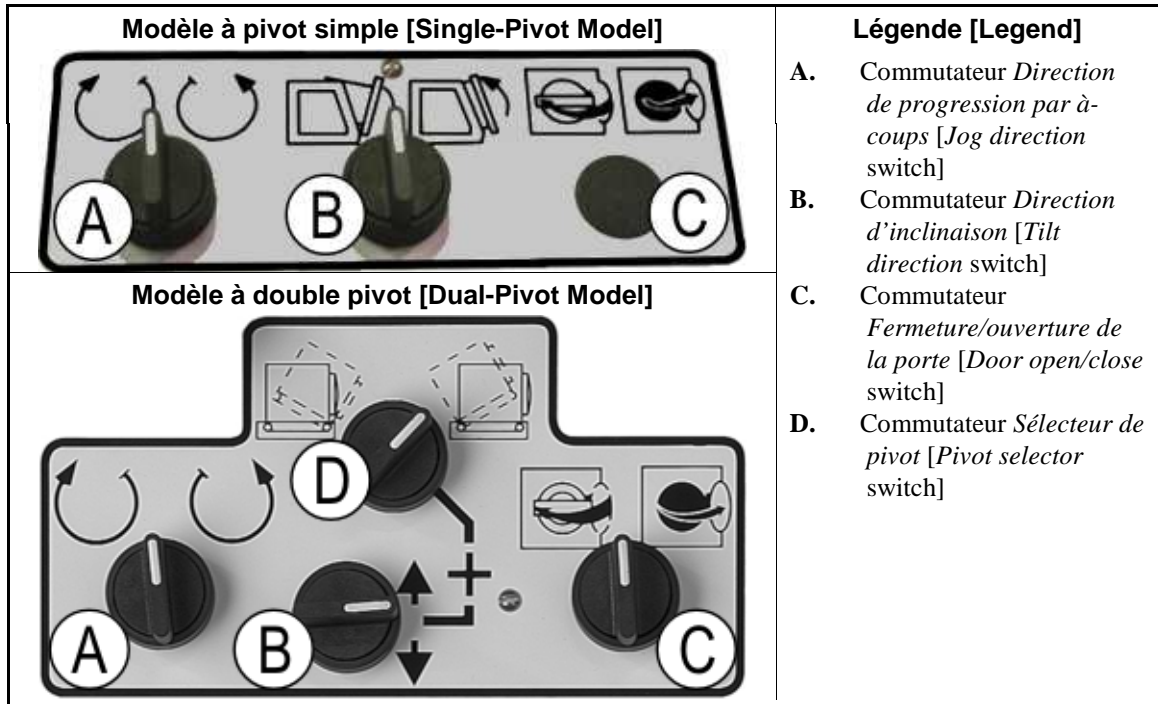 Modèle à pivot simple [Single-Pivot Model]
A
B
C
Modèle à double pivot [Dual-Pivot Model]
D
A
B
C
Légende [Legend]
A. Commutateur Direction
de progression par à-
coups [Jog direction
switch]
B. Commutateur Direction
d'inclinaison [Tilt
direction switch]
C. Commutateur
Fermeture/ouverture de
la porte [Door open/close
switch]
D. Commutateur Sélecteur de
pivot [Pivot selector
switch]